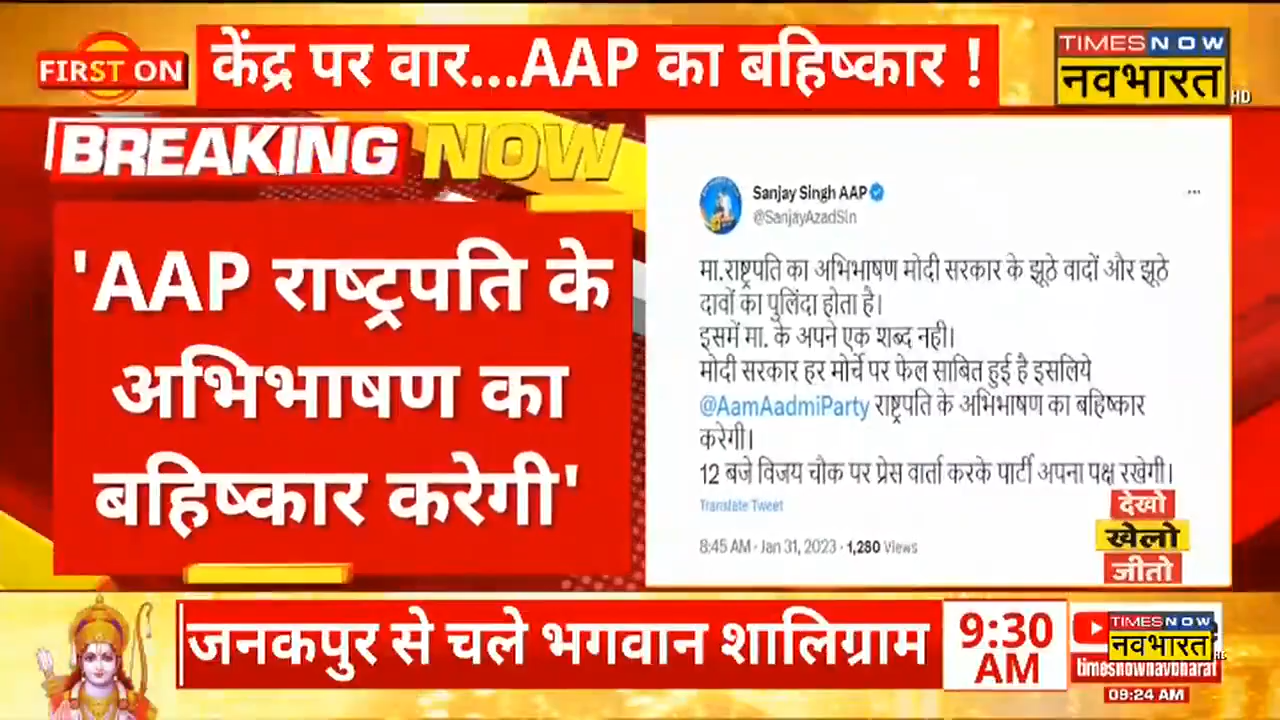 FIRST ON
केंद्र पर वार...AAP का बहिष्कार !
TIMES NOW
नवभारत
HD
BREAKING NOW
'AAP राष्ट्रपति के
अभिभाषण का
बहिष्कार करेगी'
Sanjay Singh AAP
@SanjayAzadSln
मा.राष्ट्रपति का अभिभाषण मोदी सरकार के झूठे वादों और झूठे
दावों का पुलिंदा होता है।
इसमें मा. के अपने एक शब्द नही।
मोदी सरकार हर मोर्चे पर फेल साबित हुई है इसलिये
@AamAadmiParty राष्ट्रपति के अभिभाषण का बहिष्कार
करेगी।
12 बजे विजय चौक पर प्रेस वार्ता करके पार्टी अपना पक्ष रखेगी।
Translate Tweet
8:45 AM · Jan 31, 2023 · 1,280 Views
देखो
खेलो
जीतो
जनकपुर से चले भगवान शालिग्राम
9:30
AM
TIMES NOW
नवभारत
HD
timesnownavbharat
09:24 AM